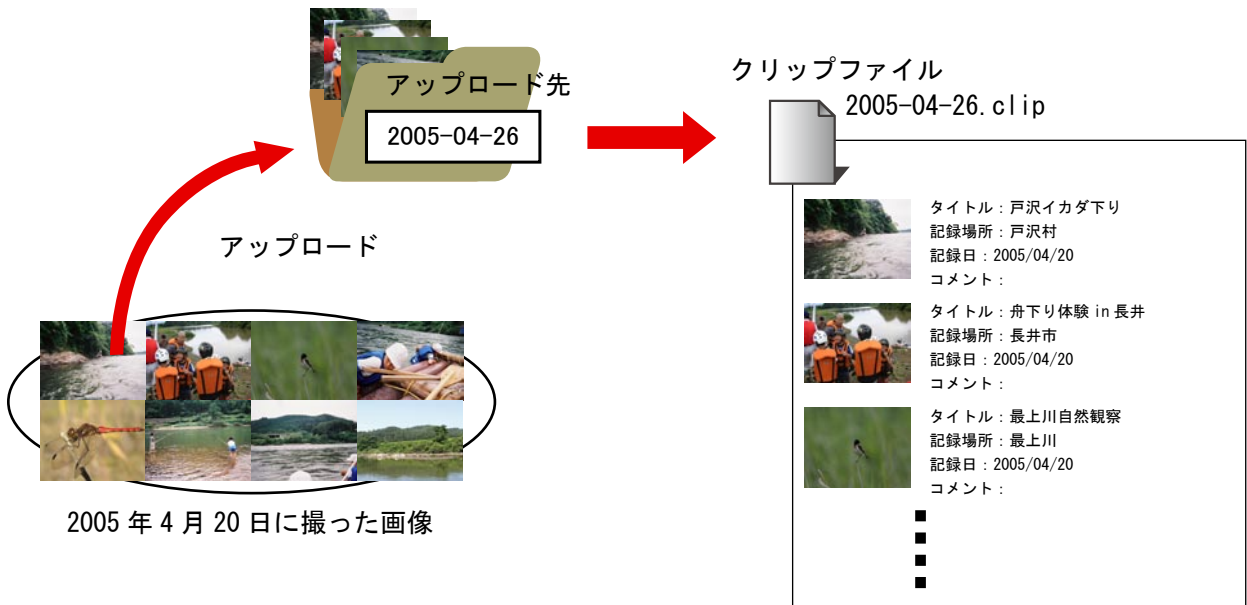 アップロード先
2005-04-26
アップロード
2005 年 4 月 20 日に撮った画像
クリップファイル
2005-04-26.clip
タイトル：戸沢イカダ下り
記録場所：戸沢村
記録日：2005/04/20
コメント：
タイトル：舟下り体験 in 長井
記録場所：長井市
記録日：2005/04/20
コメント：
タイトル：最上川自然観察
記録場所：最上川
記録日：2005/04/20
コメント：